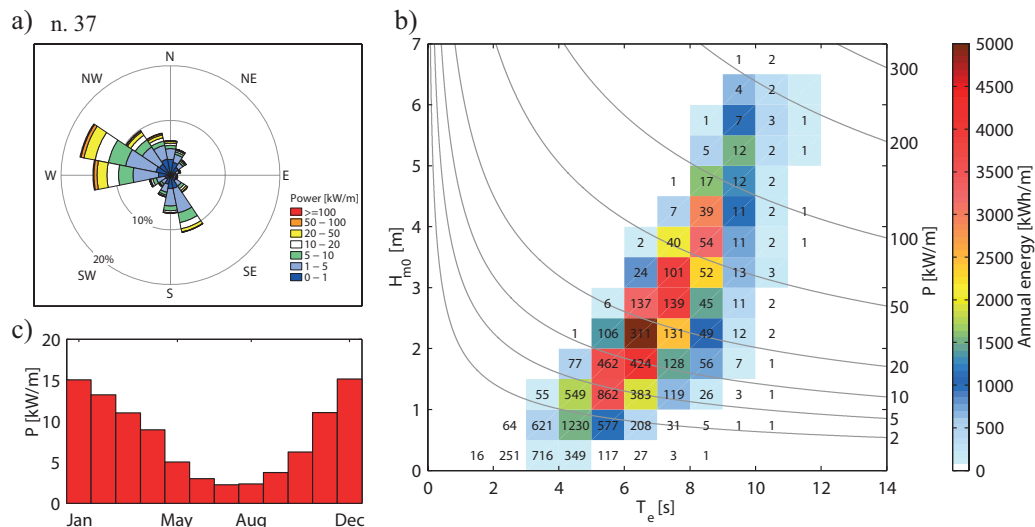 a) n. 37
N
NW NE
W E
10%
20%
SW SE
S
Power [kW/m]
>=100
50 – 100
20 – 50
10 – 20
5 – 10
1 – 5
0 – 1
b)
7
6
5
4
3
2
1
0
H m0 [m]
1 2
4 2
1 7 3 1
5 12 2 1
1 17 12 2
7 39 11 2 1
2 40 54 11 2 1
24 101 52 13 3
6 137 139 45 11 2
1 106 311 131 49 12 2
77 462 424 128 56 7 1
55 549 862 383 119 26 3 1
64 621 1230 577 208 31 5 1 1
16 251 716 349 117 27 3 1
0 2 4 6 8 10 12 14
T e [s]
300
200
100
50
20
10
5
2
P [kW/m]
5000
4500
4000
3500
3000
2500
2000
1500
1000
500
0
Annual energy [kWh/m]
c)
20
15
10
5
0
P [kW/m]
Jan May Aug Dec